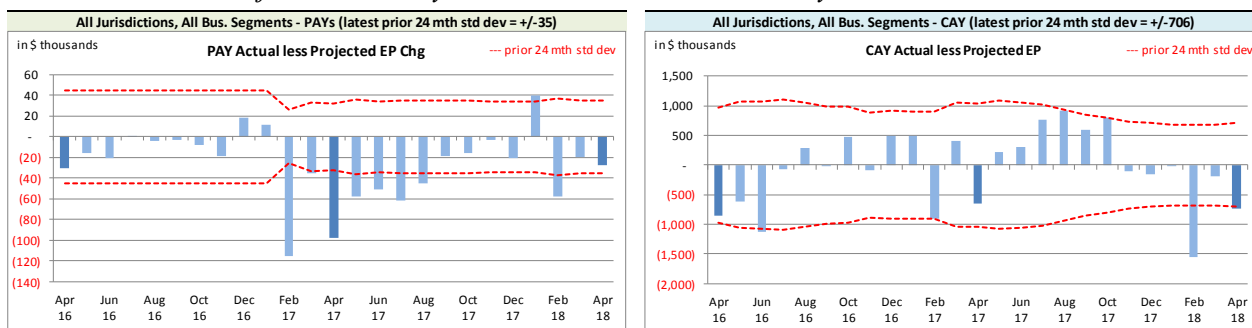 All Jurisdictions, All Bus. Segments - PAYs (latest prior 24 mth std dev = +/-35)
in $ thousands
PAY Actual less Projected EP Chg
--- prior 24 mth std dev
60
40
20
-
(20)
(40)
(60)
(80)
(100)
(120)
(140)
Apr Jun Aug Oct Dec Feb Apr Jun Aug Oct Dec Feb Apr
16 16 16 16 16 17 17 17 17 17 17 18 18
All Jurisdictions, All Bus. Segments - CAY (latest prior 24 mth std dev = +/-706)
in $ thousands
CAY Actual less Projected EP
--- prior 24 mth std dev
1,500
1,000
500
-
(500)
(1,000)
(1,500)
(2,000)
Apr Jun Aug Oct Dec Feb Apr Jun Aug Oct Dec Feb Apr
16 16 16 16 16 17 17 17 17 17 17 18 18